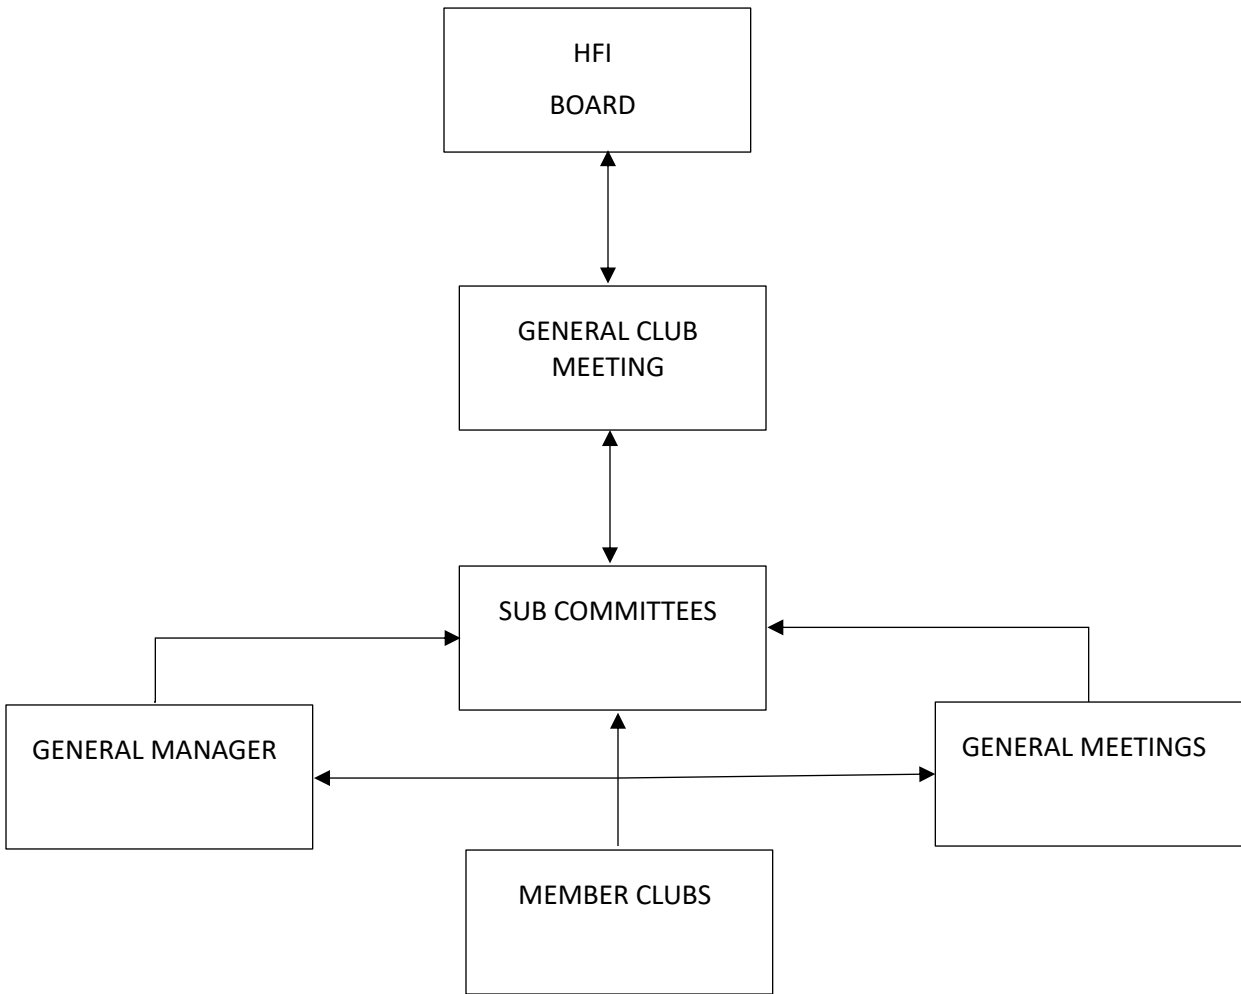 HFI
BOARD
GENERAL CLUB
MEETING
SUB COMMITTEES
GENERAL MANAGER
GENERAL MEETINGS
MEMBER CLUBS